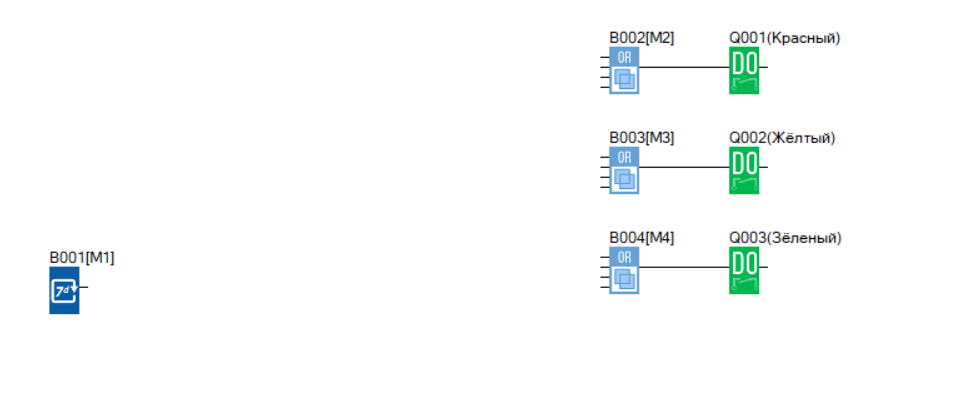 B002[M2] Q001(Красный)
OR DO
B003[M3] Q002(Жёлтый)
OR DO
B004[M4] Q003(Зёленый)
OR DO
B001[M1]
7d